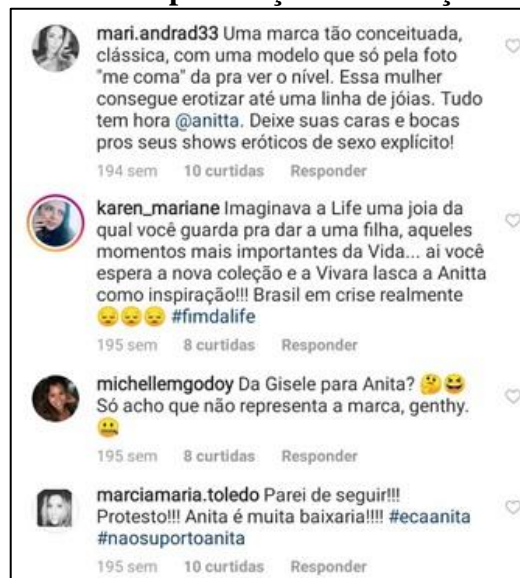 mari.andrad33 Uma marca tão conceituada,
clássica, com uma modelo que só pela foto
"me coma" da pra ver o nível. Essa mulher
consegue erotizar até uma linha de jóias. Tudo
tem hora @anitta. Deixe suas caras e bocas
pros seus shows eróticos de sexo explícito!
194 sem 10 curtidas Responder
karen_mariane Imaginava a Life uma joia da
qual você guarda pra dar a uma filha, aqueles
momentos mais importantes da Vida... ai você
espera a nova coleção e a Vivara lasca a Anitta
como inspiração!!! Brasil em crise realmente
😔😔😔 #fimdalife
195 sem 8 curtidas Responder
michellemgodoy Da Gisele para Anita? 🤔😆
Só acho que não representa a marca, genthy.
🤐
195 sem 8 curtidas Responder
marciamaria.toledo Parei de seguir!!!
Protesto!!! Anita é muita baixaria!!!! #ecaanita
#naosuportoanita
195 sem 10 curtidas Responder